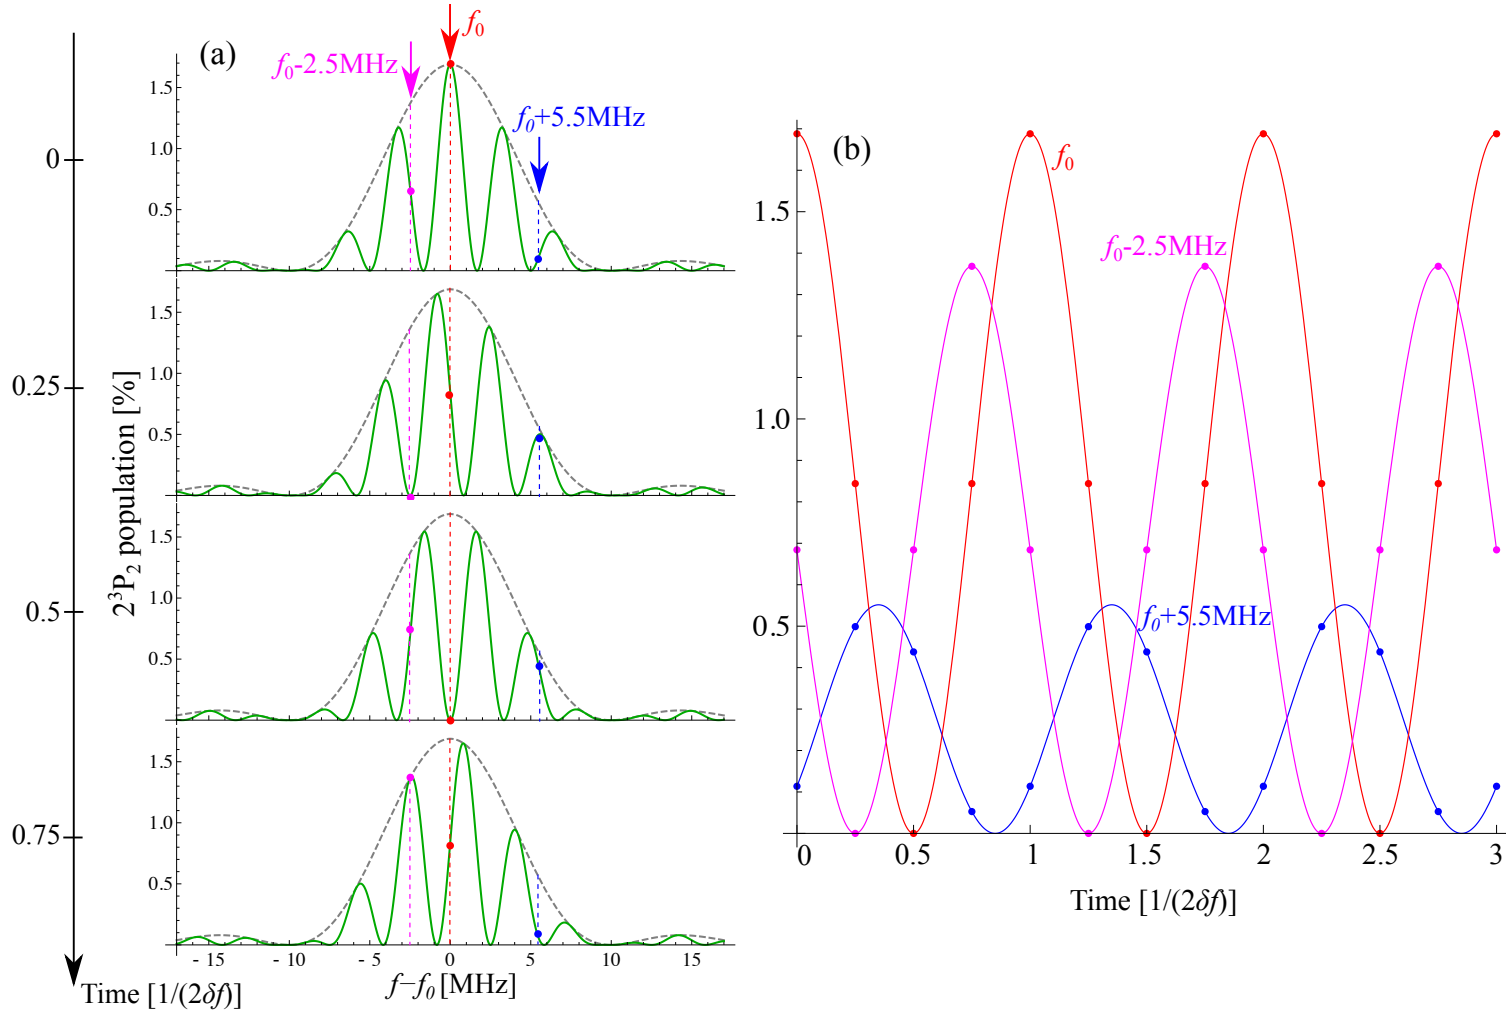 (a)
f₀
f₀-2.5MHz
f₀+5.5MHz
1.5
1.0
0.5
1.5
1.0
0.5
1.5
1.0
0.5
1.5
1.0
0.5
2³P₂ population [%]
0
0.25
0.5
0.75
Time [1/(2δf)]
- 15 - 10 - 5 0 5 10 15
f−f₀ [MHz]
(b)
f₀
f₀-2.5MHz
f₀+5.5MHz
1.5
1.0
0.5
0 0.5 1 1.5 2 2.5 3
Time [1/(2δf)]